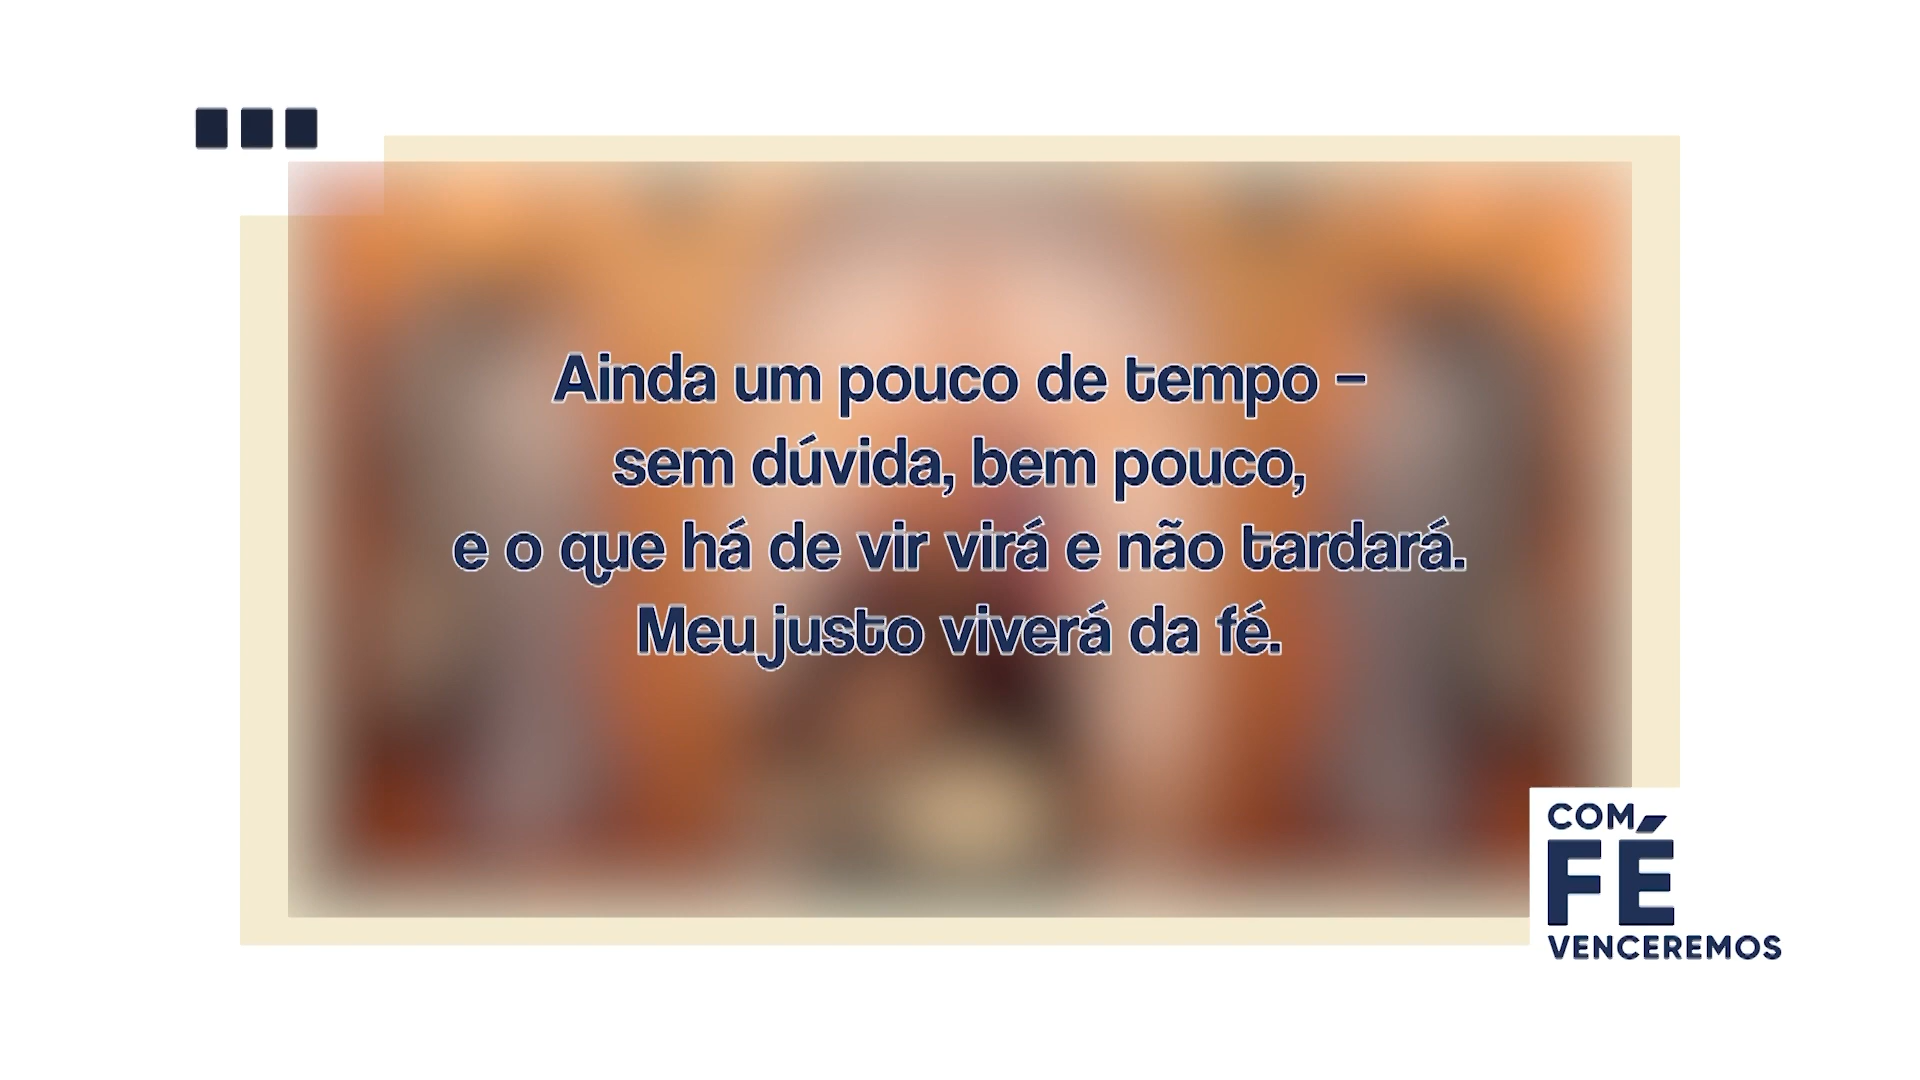 Ainda um pouco de tempo –
sem dúvida, bem pouco,
e o que há de vir virá e não tardará.
Meu justo viverá da fé.
COM
FÉ
VENCEREMOS